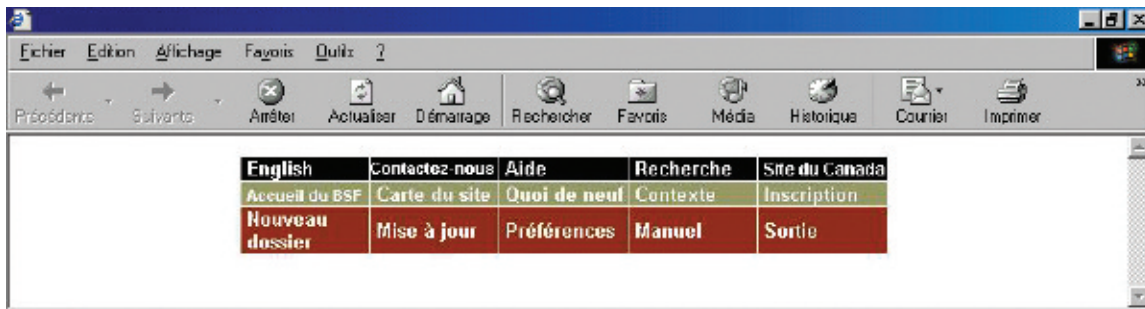 Fichier Edition Affichage Favoris Outils ?
Précédente Suivante Arrêter Actualiser Démarrage Rechercher Favoris Média Historique Courrier Imprimer »
English Contactez-nous Aide Recherche Site du Canada
Accueil du BSF Carte du site Quoi de neuf Contexte Inscription
Nouveau dossier Mise à jour Préférences Manuel Sortie